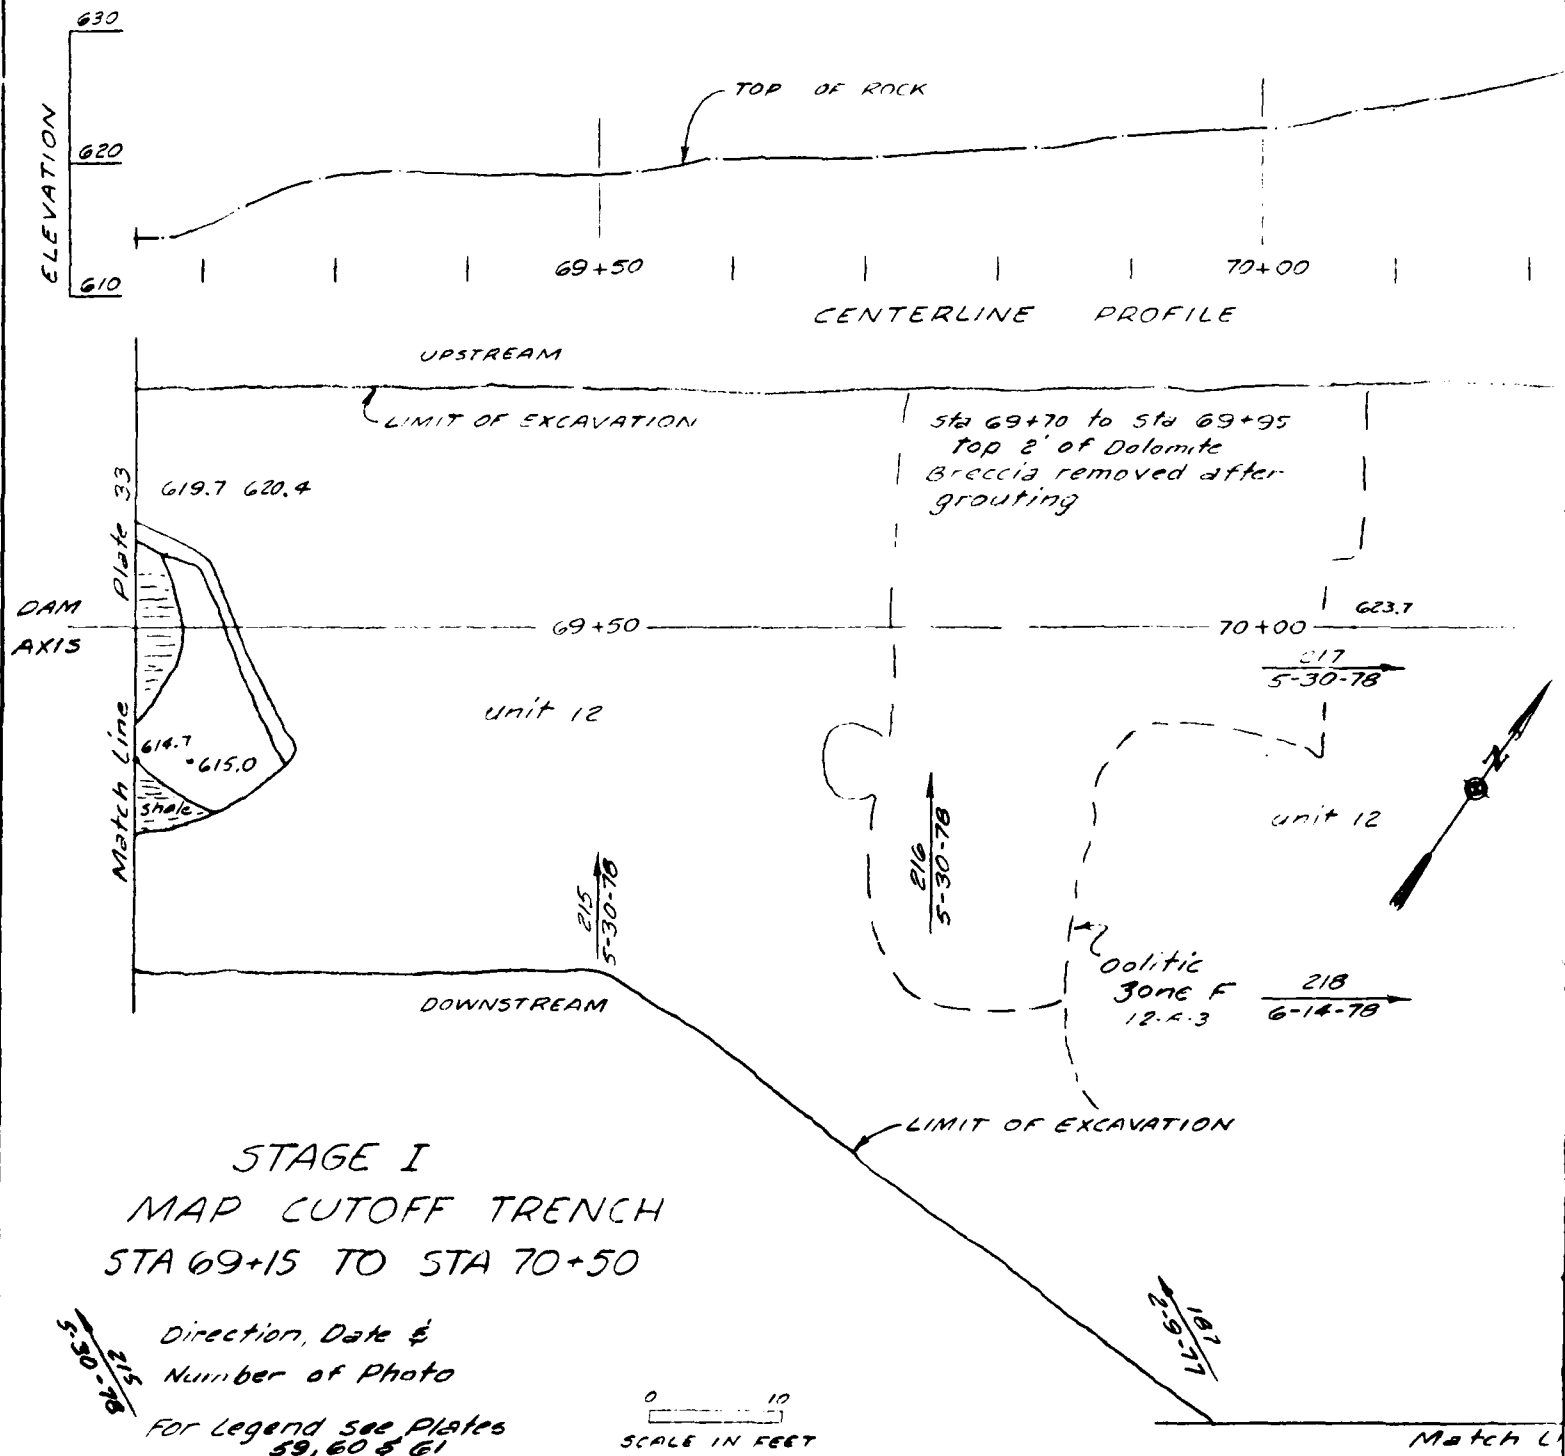 630
TOP OF ROCK
ELEVATION
620
610
69+50
70+00
CENTERLINE PROFILE
UPSTREAM
LIMIT OF EXCAVATION
Sta 69+70 to Sta 69+95
Top 2' of Dolomite
Breccia removed after
grouting
Match Line Plate 33
619.7 620.4
DAM
AXIS
69+50
70+00
623.7
217
5-30-78
unit 12
614.7
615.0
shale
N
unit 12
216
5-30-78
215
5-30-78
Oolitic
Zone F
218
6-14-78
DOWNSTREAM
LIMIT OF EXCAVATION
STAGE I
MAP CUTOFF TRENCH
STA 69+15 TO STA 70+50
187
2-9-77
215
5-30-78
Direction, Date &
Number of Photo
For Legend see Plates
59, 60 & 61
0 10
SCALE IN FEET
Match